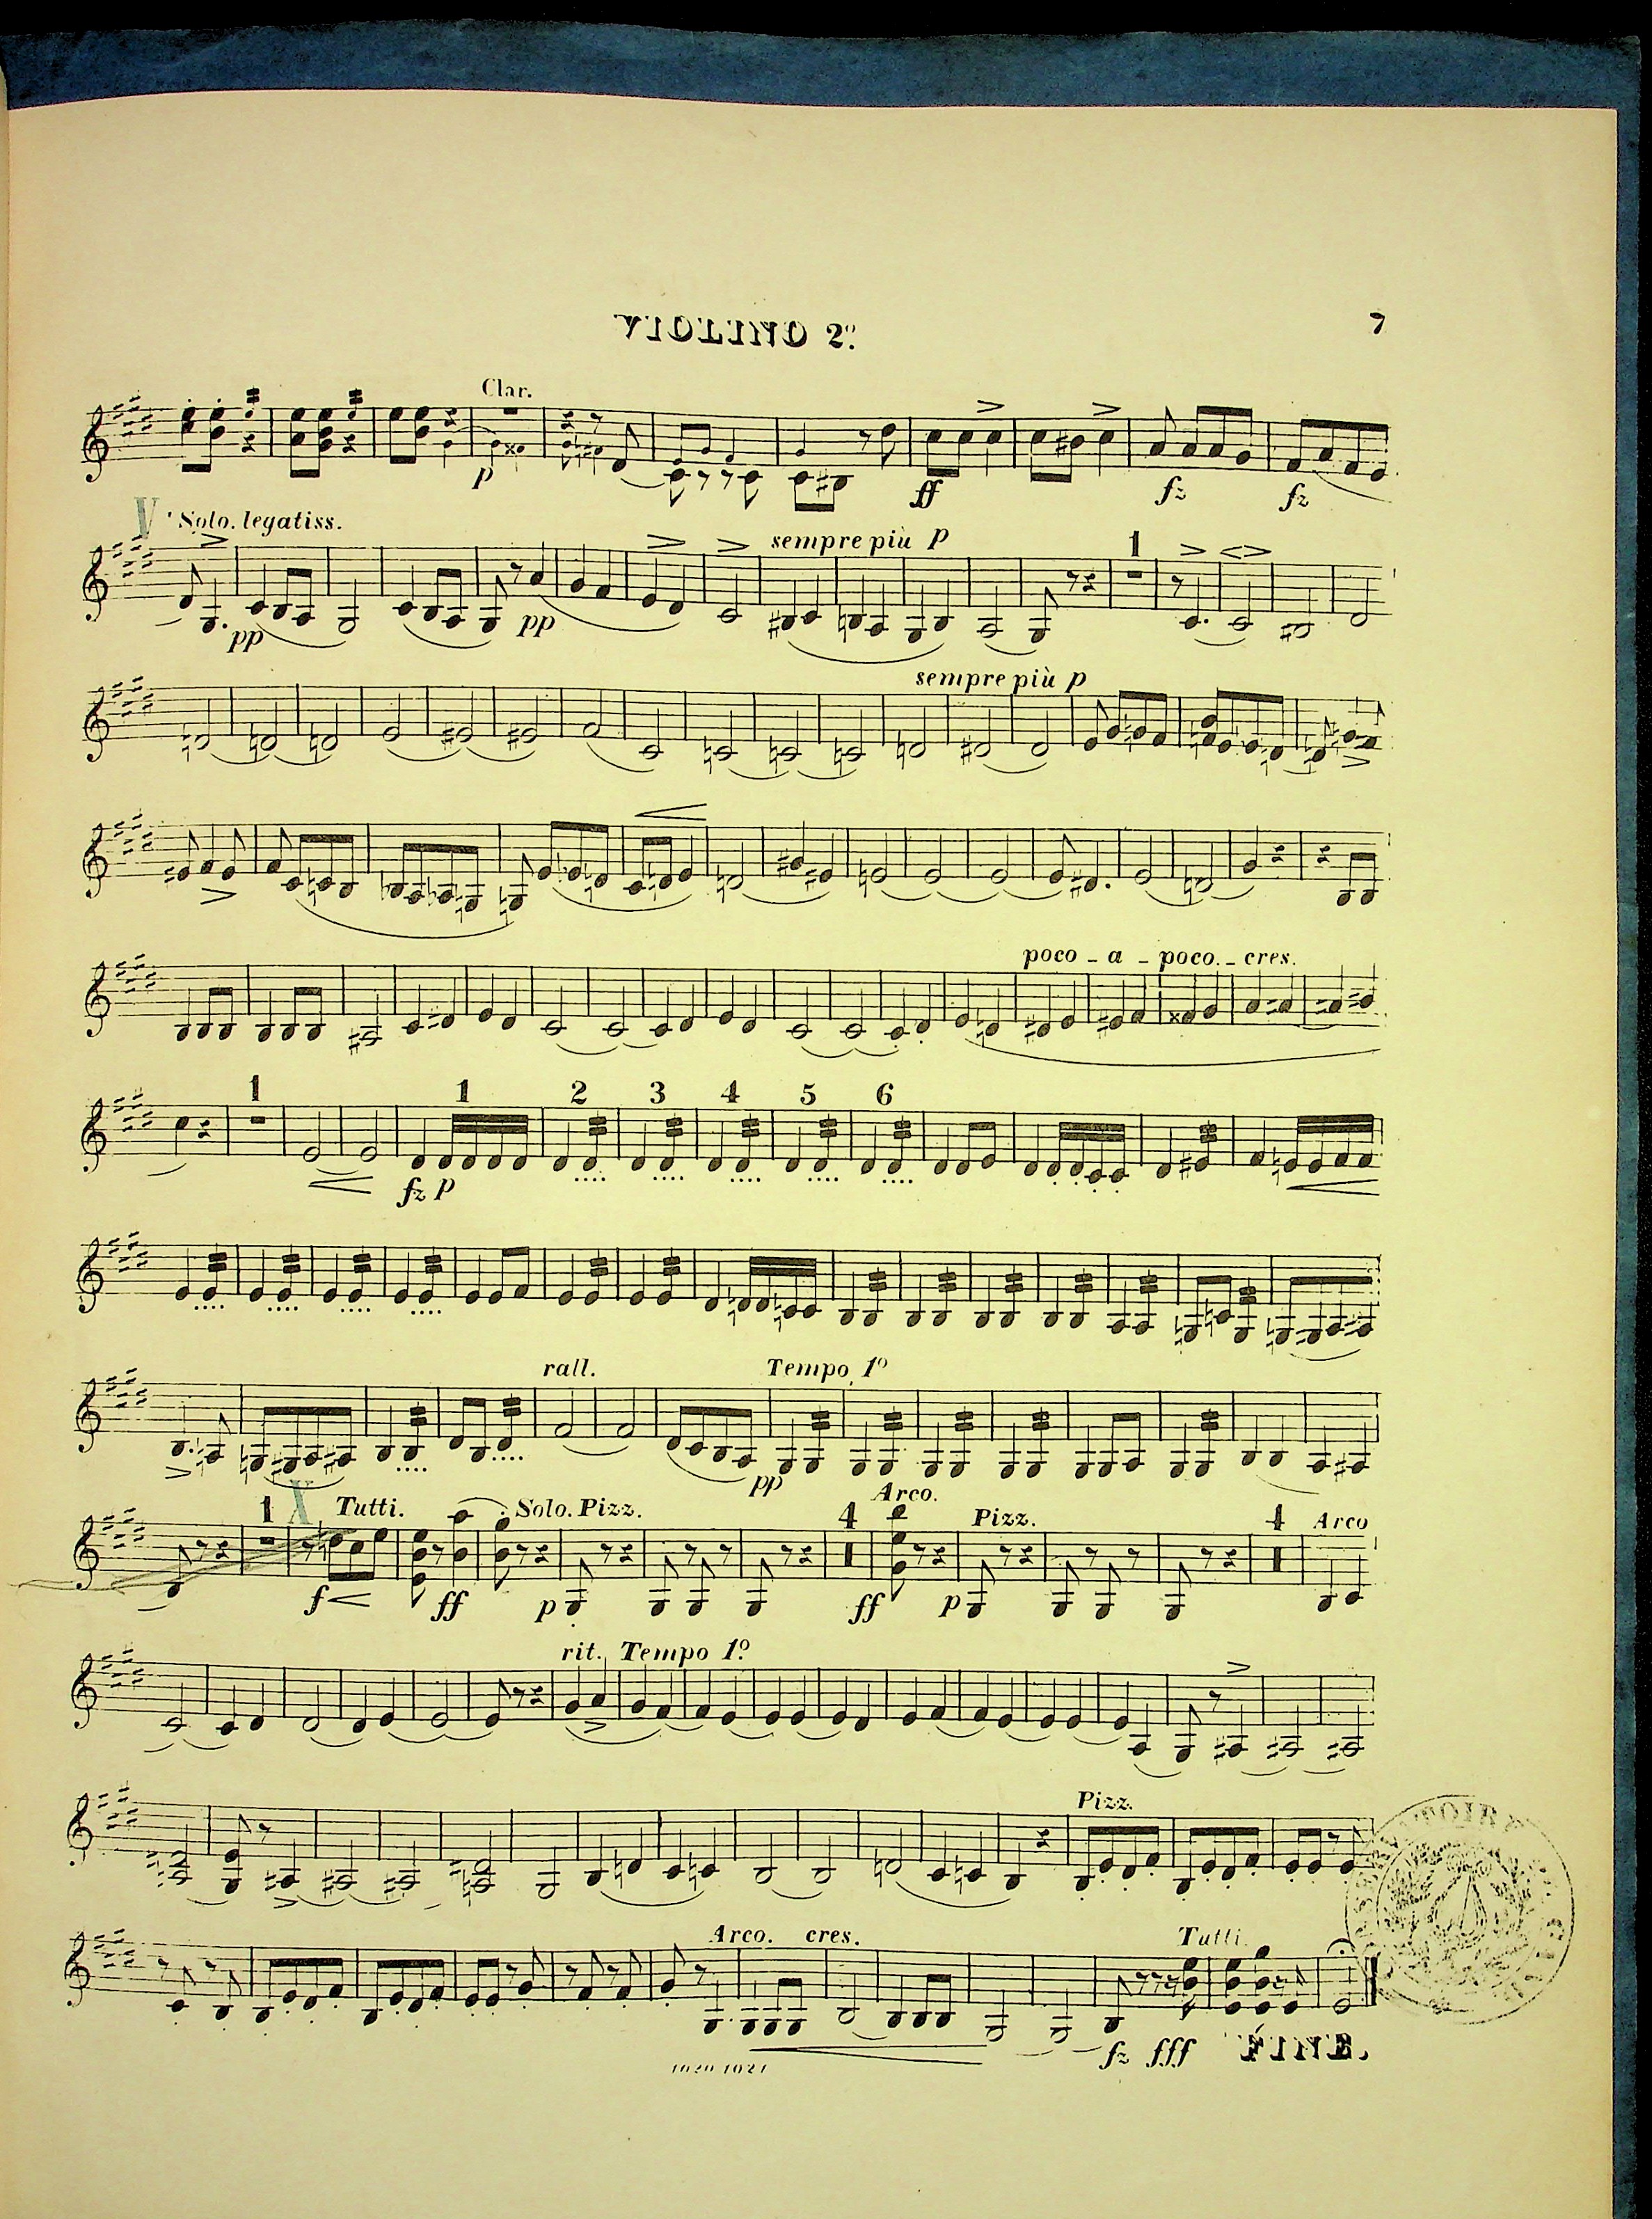 VIOLINO 2º.
7
Clar.
p ff fz fz
V Solo. legatiss. sempre più p 1
pp pp
sempre più p
poco - a - poco. - cres.
1 1 2 3 4 5 6
fz p
rall. Tempo 1º
pp
1 X Tutti. Solo. Pizz. 4 Arco. Pizz. 4 Arco
f ff p ff p
rit. Tempo 1º.
Pizz.
Arco. cres. Tutti.
fz fff FINE.
1020 1021